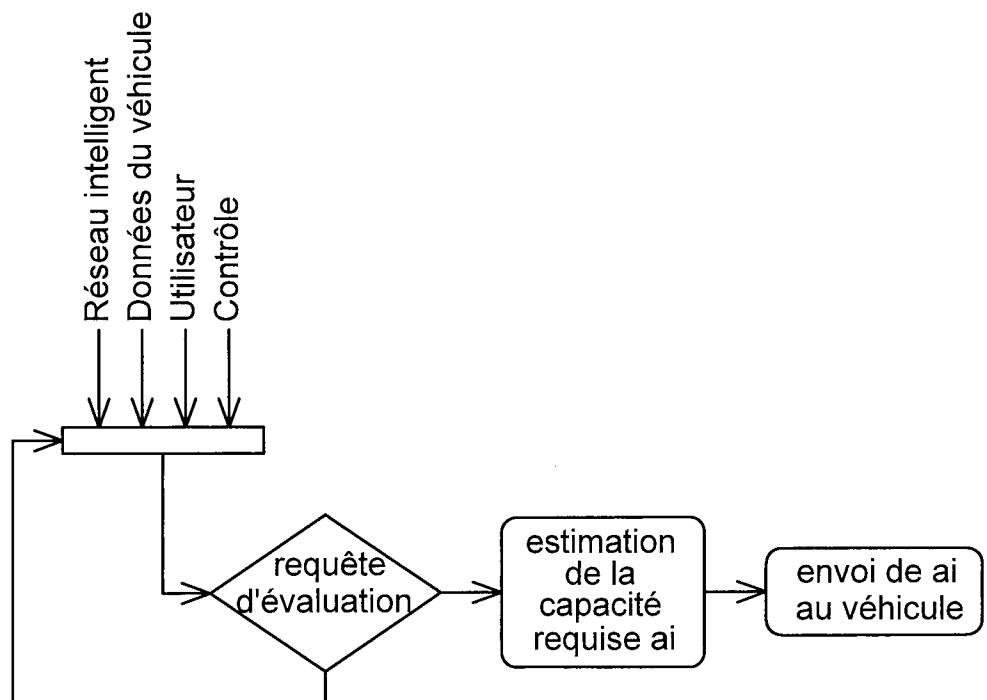 Réseau intelligent
Données du véhicule
Utilisateur
Contrôle
requête
d'évaluation
estimation
de la
capacité
requise ai
envoi de ai
au véhicule